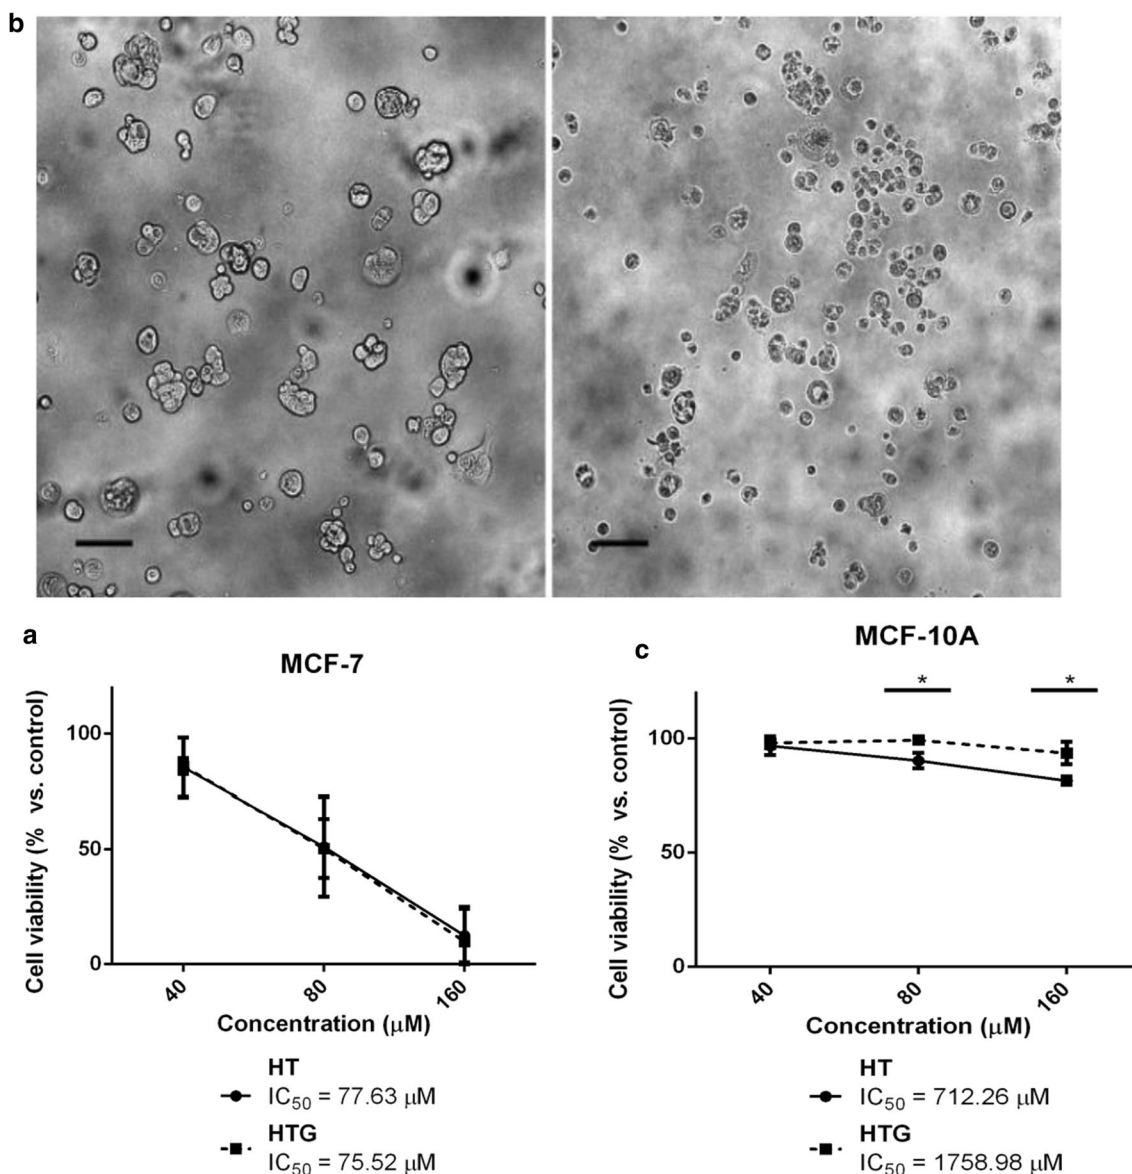 b
a
MCF-7
Cell viability (% vs. control)
100
50
0
40
80
160
Concentration (μM)
HT
IC50 = 77.63 μM
HTG
IC50 = 75.52 μM
c
MCF-10A
*
*
Cell viability (% vs. control)
100
50
0
40
80
160
Concentration (μM)
HT
IC50 = 712.26 μM
HTG
IC50 = 1758.98 μM